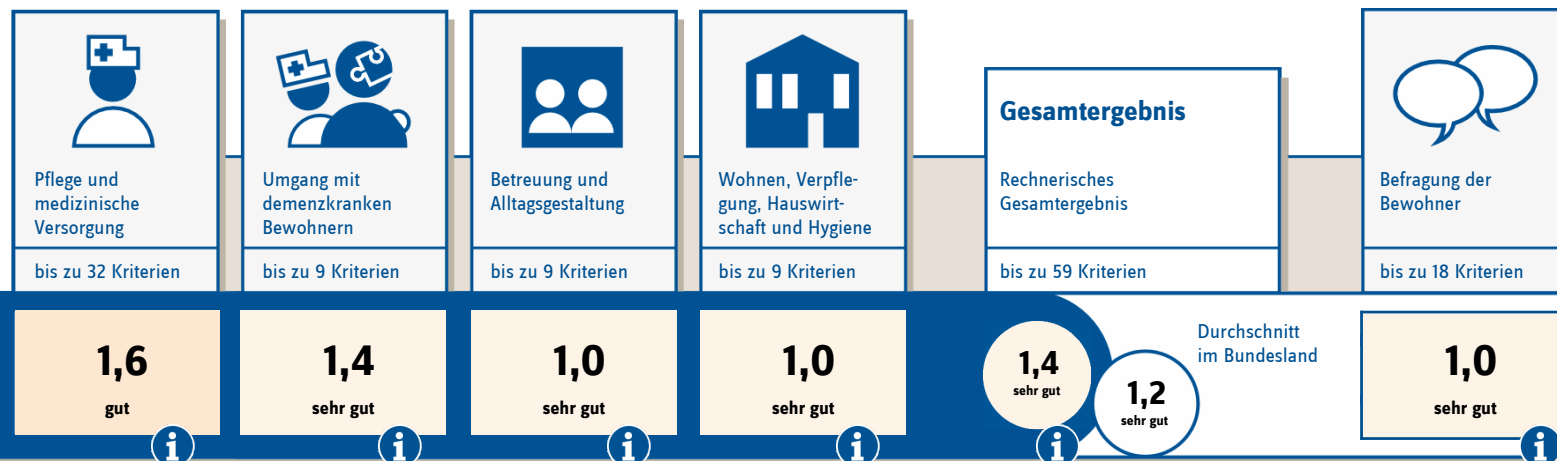 Pflege und
medizinische
Versorgung
bis zu 32 Kriterien
1,6
gut
i
Umgang mit
demenzkranken
Bewohnern
bis zu 9 Kriterien
1,4
sehr gut
i
Betreuung und
Alltagsgestaltung
bis zu 9 Kriterien
1,0
sehr gut
i
Wohnen, Verpfle-
gung, Hauswirt-
schaft und Hygiene
bis zu 9 Kriterien
1,0
sehr gut
i
Gesamtergebnis
Rechnerisches
Gesamtergebnis
bis zu 59 Kriterien
1,4
sehr gut
i
1,2
sehr gut
Durchschnitt
im Bundesland
Befragung der
Bewohner
bis zu 18 Kriterien
1,0
sehr gut
i